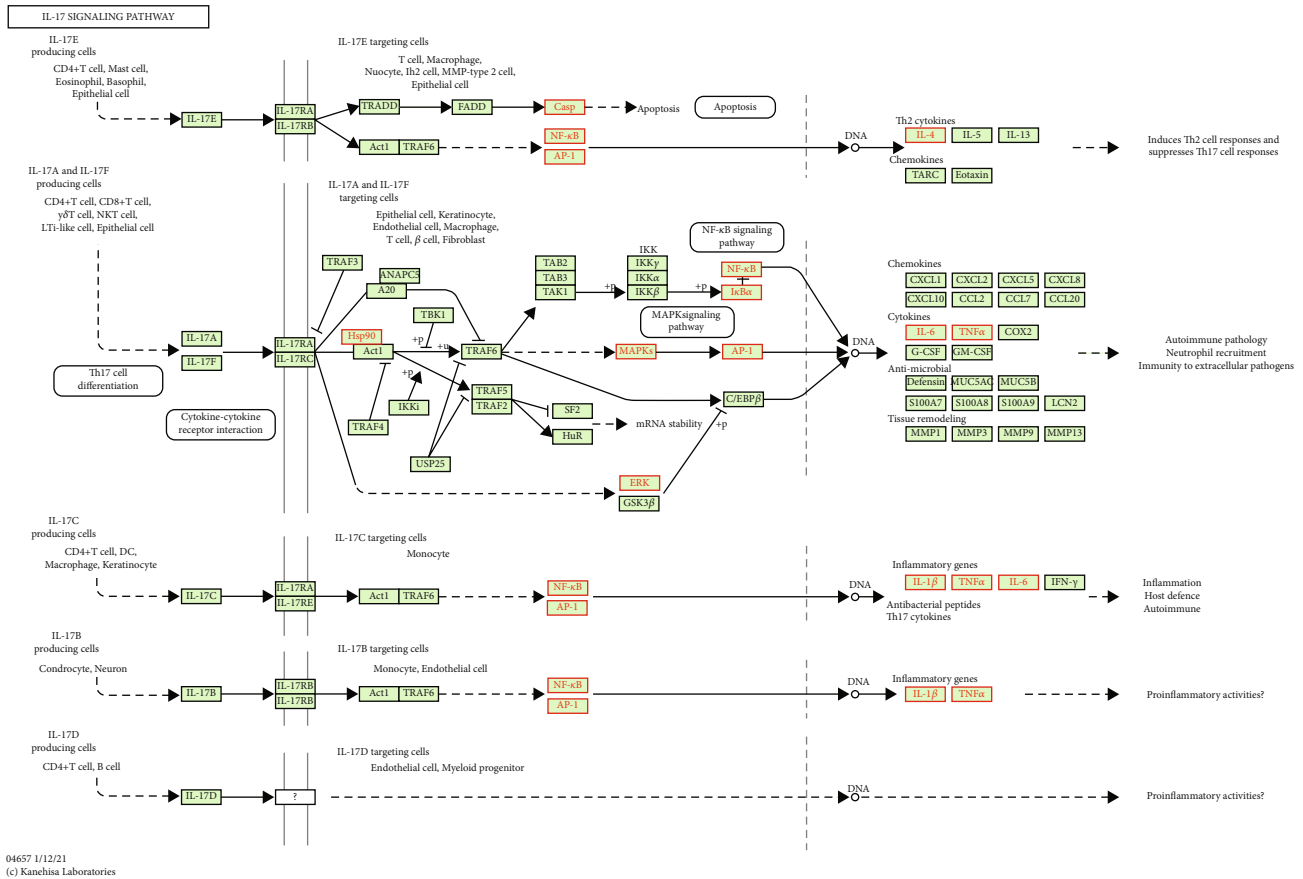 IL-17 SIGNALING PATHWAY
IL-17E
producing cells
CD4+T cell, Mast cell,
Eosinophil, Basophil,
Epithelial cell
IL-17E
IL-17RA
IL-17RB
IL-17E targeting cells
T cell, Macrophage,
Nuocyte, Ih2 cell, MMP-type 2 cell,
Epithelial cell
TRADD
FADD
Casp
Apoptosis
Apoptosis
Act1
TRAF6
NF-κB
AP-1
DNA
Th2 cytokines
IL-4
IL-5
IL-13
Chemokines
TARC
Eotaxin
Induces Th2 cell responses and
suppresses Th17 cell responses
IL-17A and IL-17F
producing cells
CD4+T cell, CD8+T cell,
γδT cell, NKT cell,
LTi-like cell, Epithelial cell
IL-17A
IL-17F
Th17 cell
differentiation
Cytokine-cytokine
receptor interaction
IL-17RA
IL-17RC
IL-17A and IL-17F
targeting cells
Epithelial cell, Keratinocyte,
Endothelial cell, Macrophage,
T cell, β cell, Fibroblast
TRAF3
ANAPC5
A20
TBK1
+p
+u
Hsp90
Act1
TRAF6
+p
IKKi
TRAF4
TRAF5
TRAF2
USP25
SF2
HuR
mRNA stability
TAB2
TAB3
TAK1
+p
IKK
IKKγ
IKKα
IKKβ
+p
NF-κB signaling
pathway
NF-κB
IκBα
MAPKsignaling
pathway
MAPKs
AP-1
C/EBPβ
+p
ERK
GSK3β
DNA
Chemokines
CXCL1
CXCL2
CXCL5
CXCL8
CXCL10
CCL2
CCL7
CCL20
Cytokines
IL-6
TNFα
COX2
G-CSF
GM-CSF
Anti-microbial
Defensin
MUC5AC
MUC5B
S100A7
S100A8
S100A9
LCN2
Tissue remodeling
MMP1
MMP3
MMP9
MMP13
Autoimmune pathology
Neutrophil recruitment
Immunity to extracellular pathogens
IL-17C
producing cells
CD4+T cell, DC,
Macrophage, Keratinocyte
IL-17C
IL-17RA
IL-17RE
IL-17C targeting cells
Monocyte
Act1
TRAF6
NF-κB
AP-1
DNA
Inflammatory genes
IL-1β
TNFα
IL-6
IFN-γ
Antibacterial peptides
Th17 cytokines
Inflammation
Host defence
Autoimmune
IL-17B
producing cells
Condrocyte, Neuron
IL-17B
IL-17RB
IL-17RB
IL-17B targeting cells
Monocyte, Endothelial cell
Act1
TRAF6
NF-κB
AP-1
DNA
Inflammatory genes
IL-1β
TNFα
Proinflammatory activities?
IL-17D
producing cells
CD4+T cell, B cell
IL-17D
?
IL-17D targeting cells
Endothelial cell, Myeloid progenitor
DNA
Proinflammatory activities?
04657 1/12/21
(c) Kanehisa Laboratories